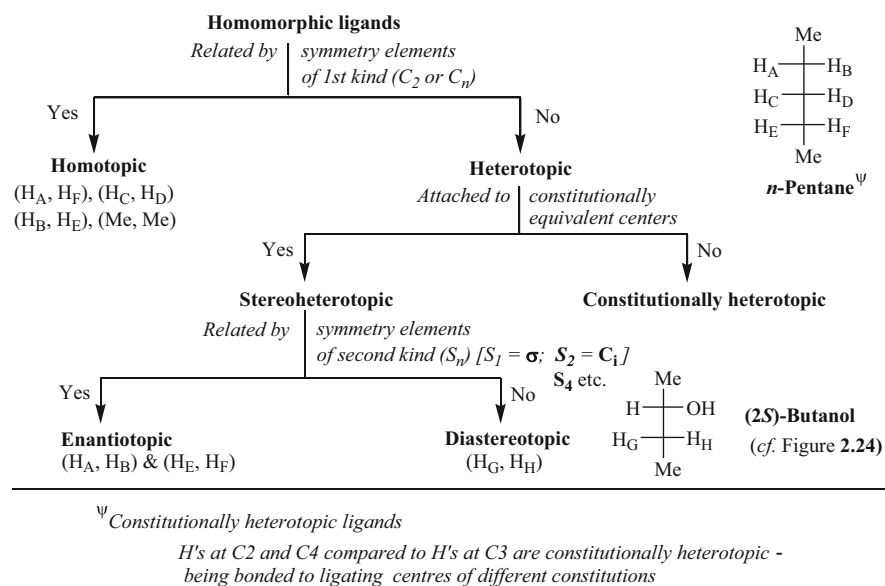 Homomorphic ligands
Related by symmetry elements
of 1st kind (C2 or Cn)
Yes
No
Homotopic
(HA, HF), (HC, HD)
(HB, HE), (Me, Me)
Heterotopic
Attached to constitutionally
equivalent centers
Me
HA HB
HC HD
HE HF
Me
n-PentaneΨ
Yes
No
Stereoheterotopic
Constitutionally heterotopic
Related by symmetry elements
of second kind (Sn) [S1 = σ; S2 = Ci]
S4 etc.
Yes
No
Enantiotopic
(HA, HB) & (HE, HF)
Diastereotopic
(HG, HH)
Me
H OH
HG HH
Me
(2S)-Butanol
(cf. Figure 2.24)
ΨConstitutionally heterotopic ligands
H's at C2 and C4 compared to H's at C3 are constitutionally heterotopic -
being bonded to ligating centres of different constitutions